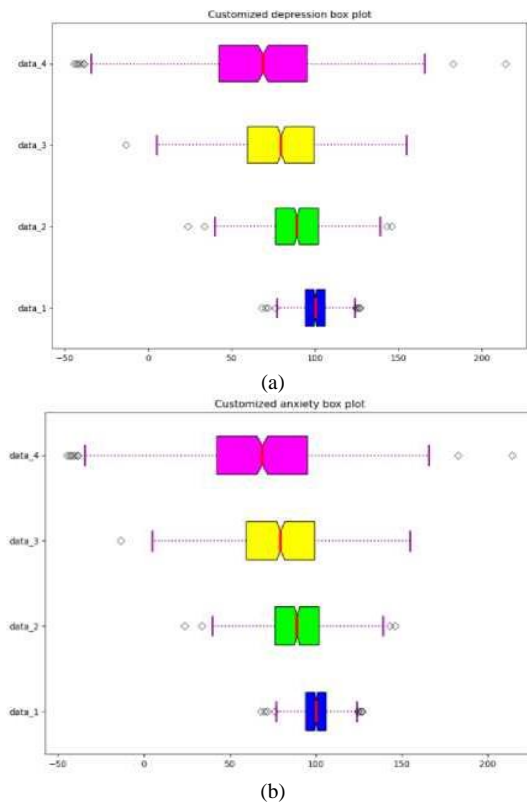 Customized depression box plot
data_4
data_3
data_2
data_1
−50 0 50 100 150 200
(a)
Customized anxiety box plot
data_4
data_3
data_2
data_1
−50 0 50 100 150 200
(b)